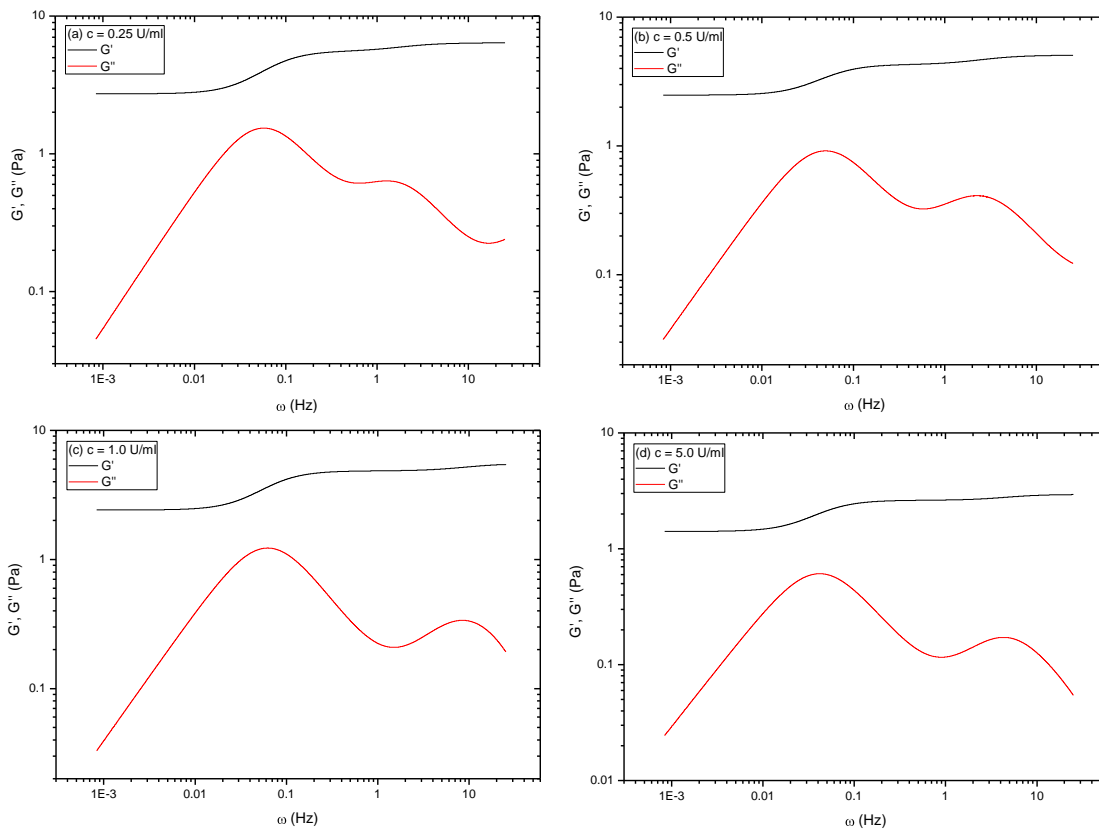 (a) c = 0.25 U/ml
G'
G''
10
1
0.1
G', G'' (Pa)
1E-3 0.01 0.1 1 10
ω (Hz)
(b) c = 0.5 U/ml
G'
G''
10
1
0.1
G', G'' (Pa)
1E-3 0.01 0.1 1 10
ω (Hz)
(c) c = 1.0 U/ml
G'
G''
10
1
0.1
G', G'' (Pa)
1E-3 0.01 0.1 1 10
ω (Hz)
(d) c = 5.0 U/ml
G'
G''
10
1
0.1
0.01
G', G'' (Pa)
1E-3 0.01 0.1 1 10
ω (Hz)